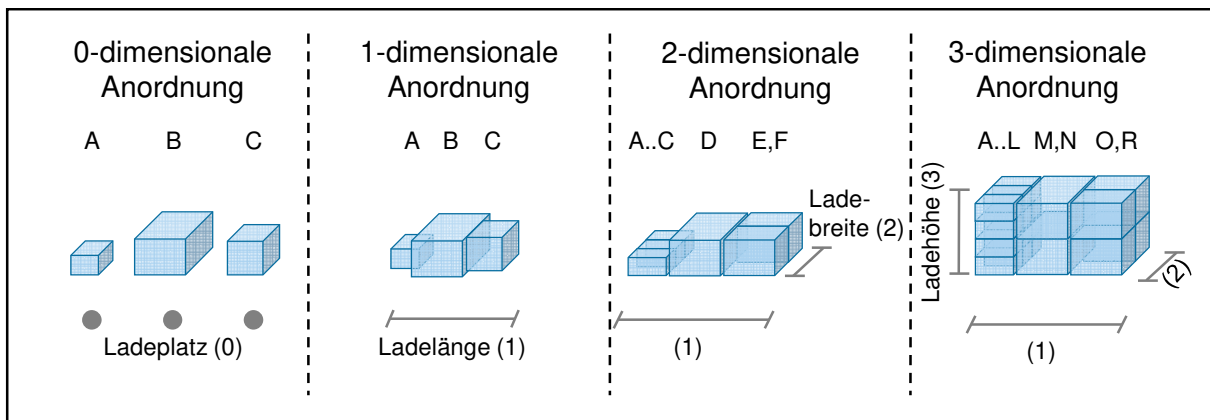 0-dimensionale
Anordnung
A B C
Ladeplatz (0)
1-dimensionale
Anordnung
A B C
Ladelänge (1)
2-dimensionale
Anordnung
A..C D E,F
Lade-
breite (2)
(1)
3-dimensionale
Anordnung
A..L M,N O,R
Ladehöhe (3)
(2)
(1)